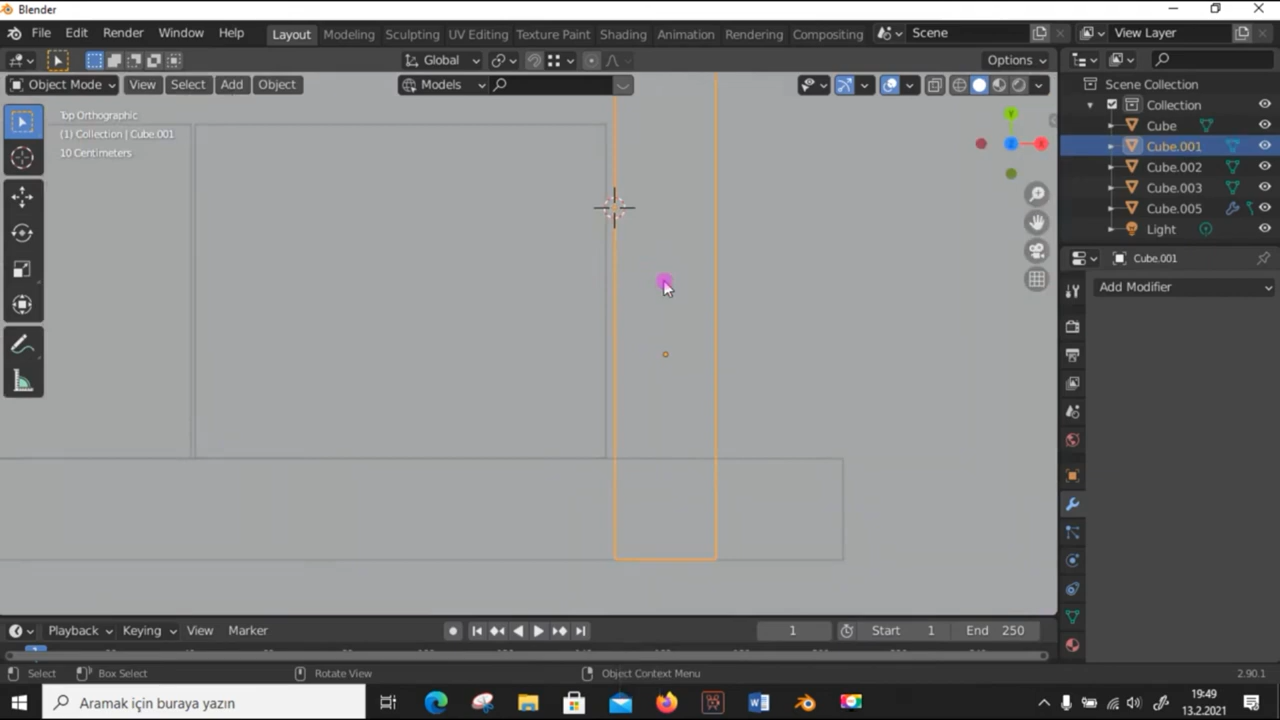 Blender
File Edit Render Window Help Layout Modeling Sculpting UV Editing Texture Paint Shading Animation Rendering Compositing Scene View Layer
Global Options
Object Mode View Select Add Object Models
Scene Collection
Collection
Cube
Cube.001
Cube.002
Cube.003
Cube.005
Light
Top Orthographic
(1) Collection | Cube.001
10 Centimeters
Y
Z X
Cube.001
Add Modifier
Playback Keying View Marker 1 Start 1 End 250
Select Box Select Rotate View Object Context Menu 2.90.1
Aramak için buraya yazın
19:49
13.2.2021